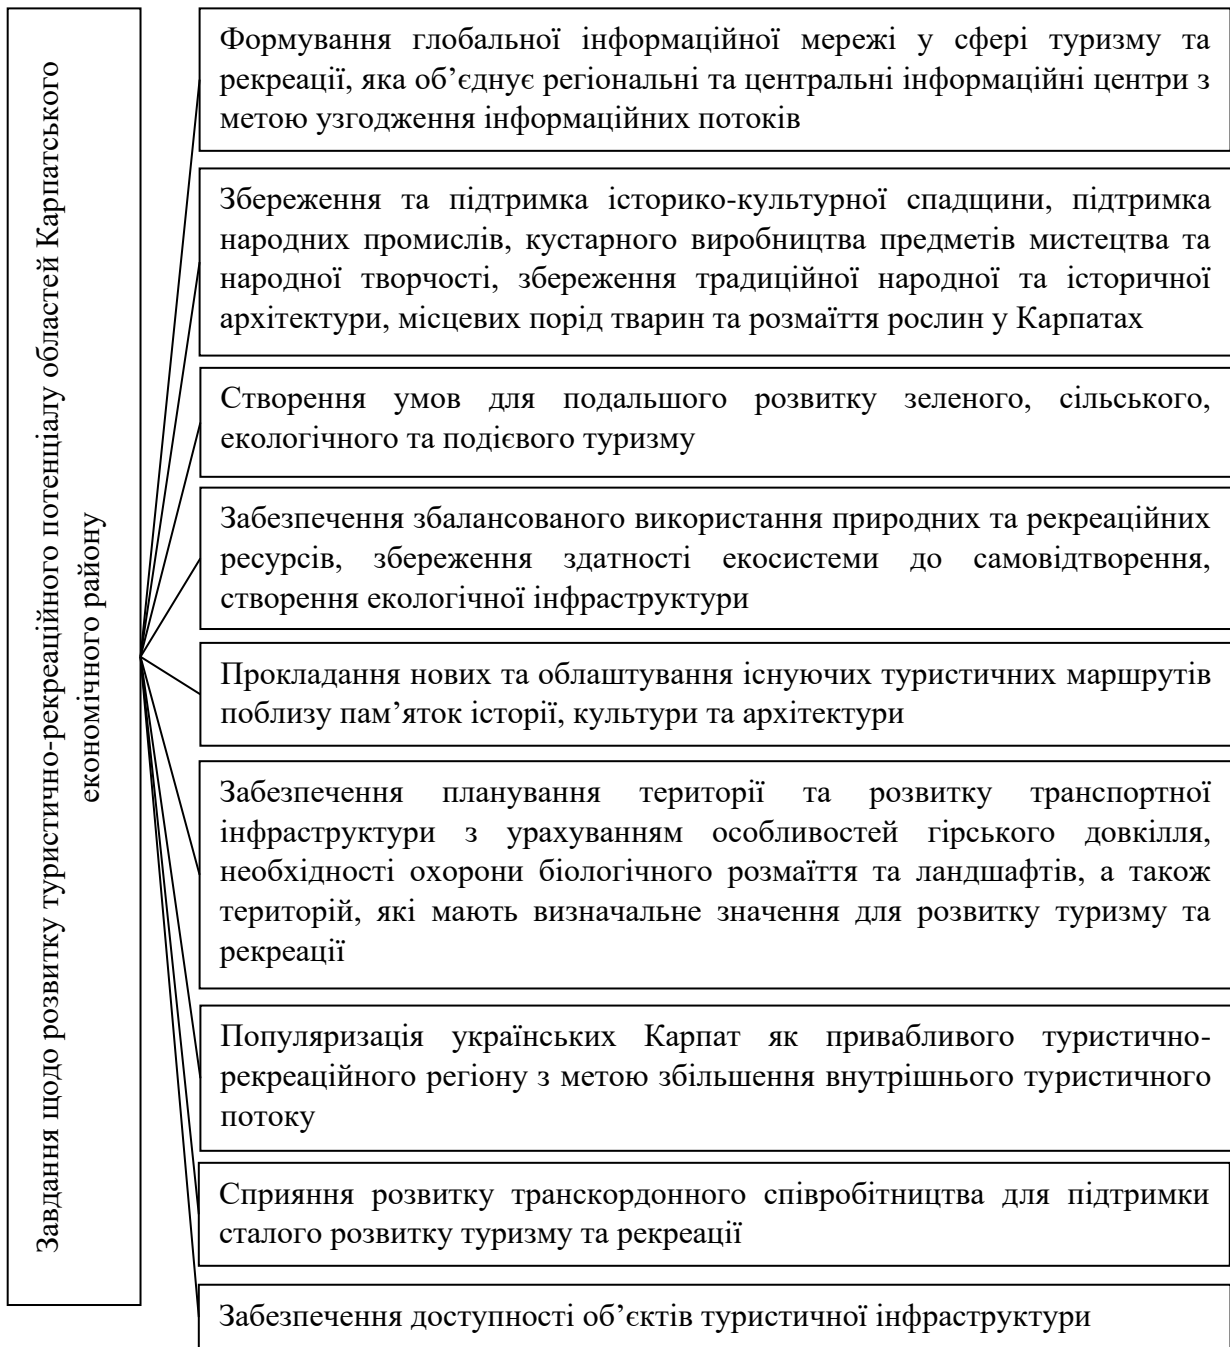 Завдання щодо розвитку туристично-рекреаційного потенціалу областей Карпатського
економічного району
Формування глобальної інформаційної мережі у сфері туризму та
рекреації, яка об’єднує регіональні та центральні інформаційні центри з
метою узгодження інформаційних потоків
Збереження та підтримка історико-культурної спадщини, підтримка
народних промислів, кустарного виробництва предметів мистецтва та
народної творчості, збереження традиційної народної та історичної
архітектури, місцевих порід тварин та розмаїття рослин у Карпатах
Створення умов для подальшого розвитку зеленого, сільського,
екологічного та подієвого туризму
Забезпечення збалансованого використання природних та рекреаційних
ресурсів, збереження здатності екосистеми до самовідтворення,
створення екологічної інфраструктури
Прокладання нових та облаштування існуючих туристичних маршрутів
поблизу пам’яток історії, культури та архітектури
Забезпечення планування території та розвитку транспортної
інфраструктури з урахуванням особливостей гірського довкілля,
необхідності охорони біологічного розмаїття та ландшафтів, а також
територій, які мають визначальне значення для розвитку туризму та
рекреації
Популяризація українських Карпат як привабливого туристично-
рекреаційного регіону з метою збільшення внутрішнього туристичного
потоку
Сприяння розвитку транскордонного співробітництва для підтримки
сталого розвитку туризму та рекреації
Забезпечення доступності об’єктів туристичної інфраструктури